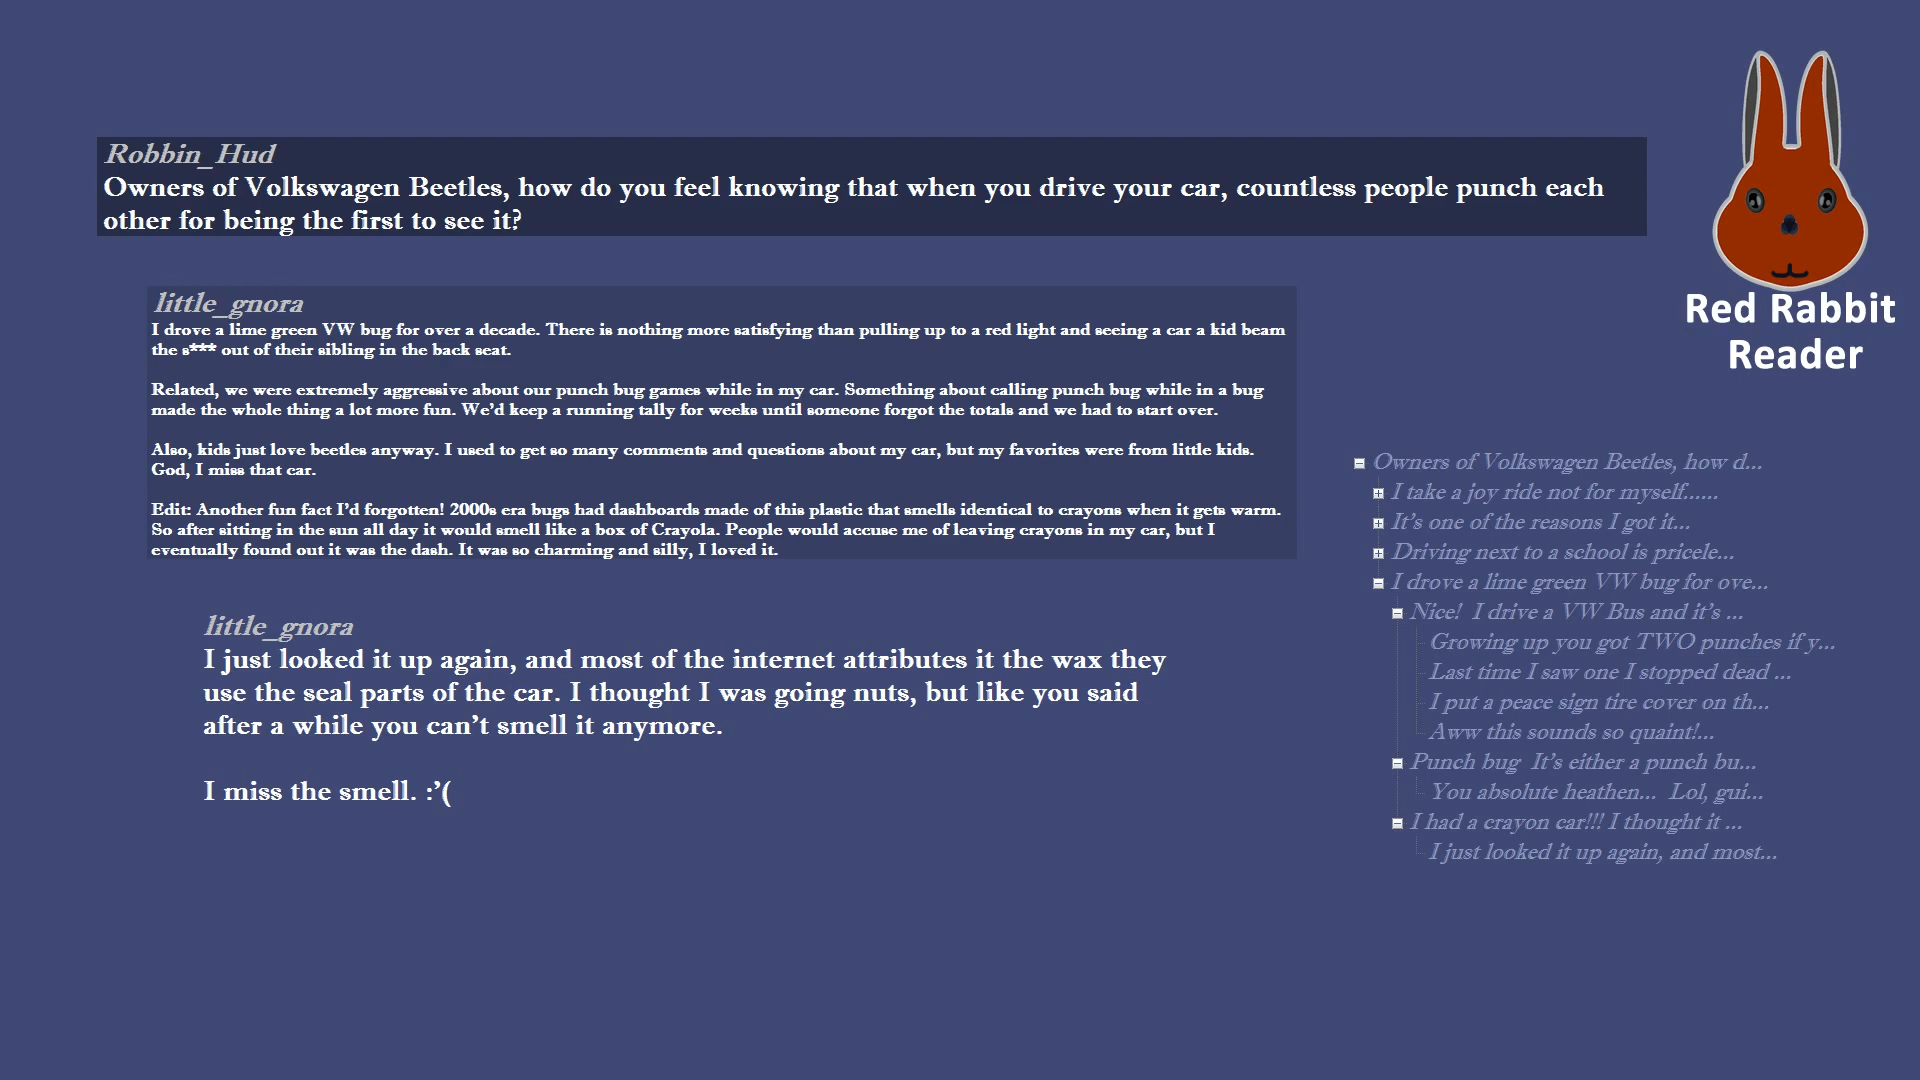 Robbin_Hud
Owners of Volkswagen Beetles, how do you feel knowing that when you drive your car, countless people punch each
other for being the first to see it?
little_gnora
I drove a lime green VW bug for over a decade. There is nothing more satisfying than pulling up to a red light and seeing a car a kid beam
the s*** out of their sibling in the back seat.
Related, we were extremely aggressive about our punch bug games while in my car. Something about calling punch bug while in a bug
made the whole thing a lot more fun. We'd keep a running tally for weeks until someone forgot the totals and we had to start over.
Also, kids just love beetles anyway. I used to get so many comments and questions about my car, but my favorites were from little kids.
God, I miss that car.
Edit: Another fun fact I'd forgotten! 2000s era bugs had dashboards made of this plastic that smells identical to crayons when it gets warm.
So after sitting in the sun all day it would smell like a box of Crayola. People would accuse me of leaving crayons in my car, but I
eventually found out it was the dash. It was so charming and silly, I loved it.
little_gnora
I just looked it up again, and most of the internet attributes it the wax they
use the seal parts of the car. I thought I was going nuts, but like you said
after a while you can't smell it anymore.
I miss the smell. :'(
Red Rabbit
Reader
Owners of Volkswagen Beetles, how d...
I take a joy ride not for myself......
It's one of the reasons I got it...
Driving next to a school is pricele...
I drove a lime green VW bug for ove...
Nice!  I drive a VW Bus and it's ...
Growing up you got TWO punches if y...
Last time I saw one I stopped dead ...
I put a peace sign tire cover on th...
Aww this sounds so quaint!...
Punch bug  It's either a punch bu...
You absolute heathen...  Lol, gui...
I had a crayon car!!! I thought it ...
I just looked it up again, and most...